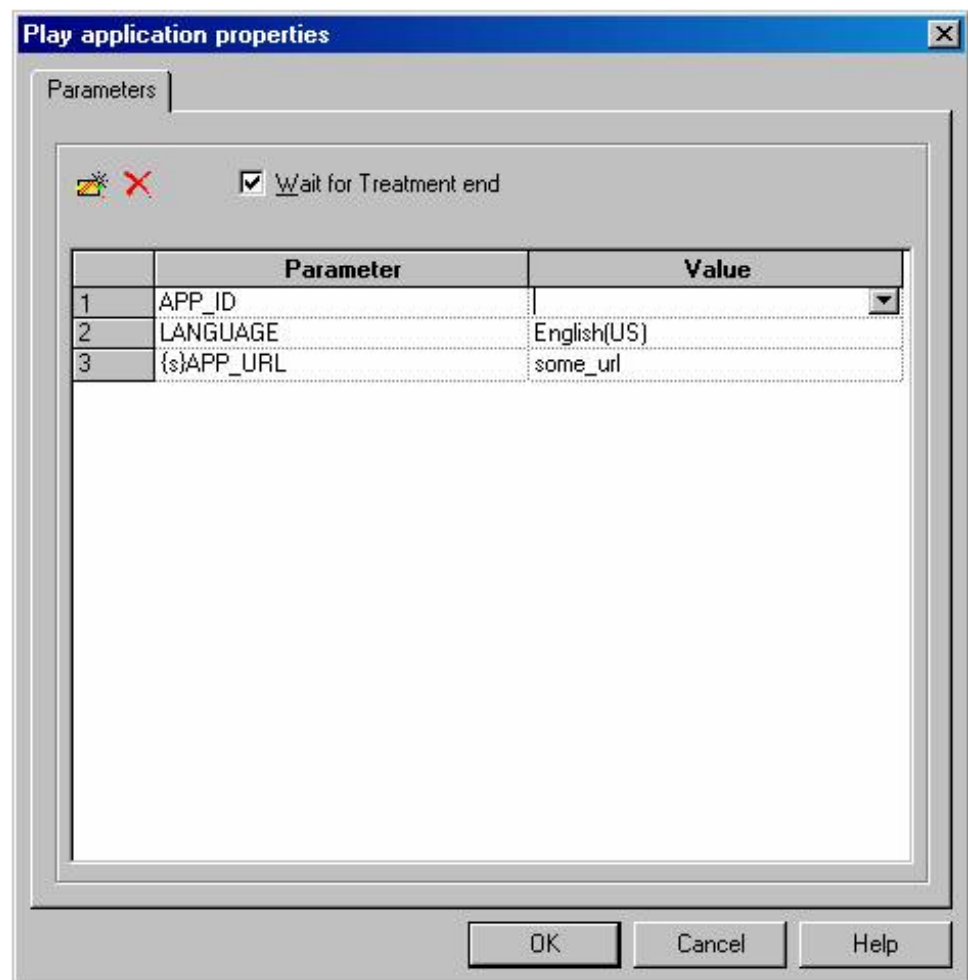 Play application properties
Parameters
Wait for Treatment end
Parameter Value
1 APP_ID
2 LANGUAGE English(US)
3 {s}APP_URL some_url
OK Cancel Help